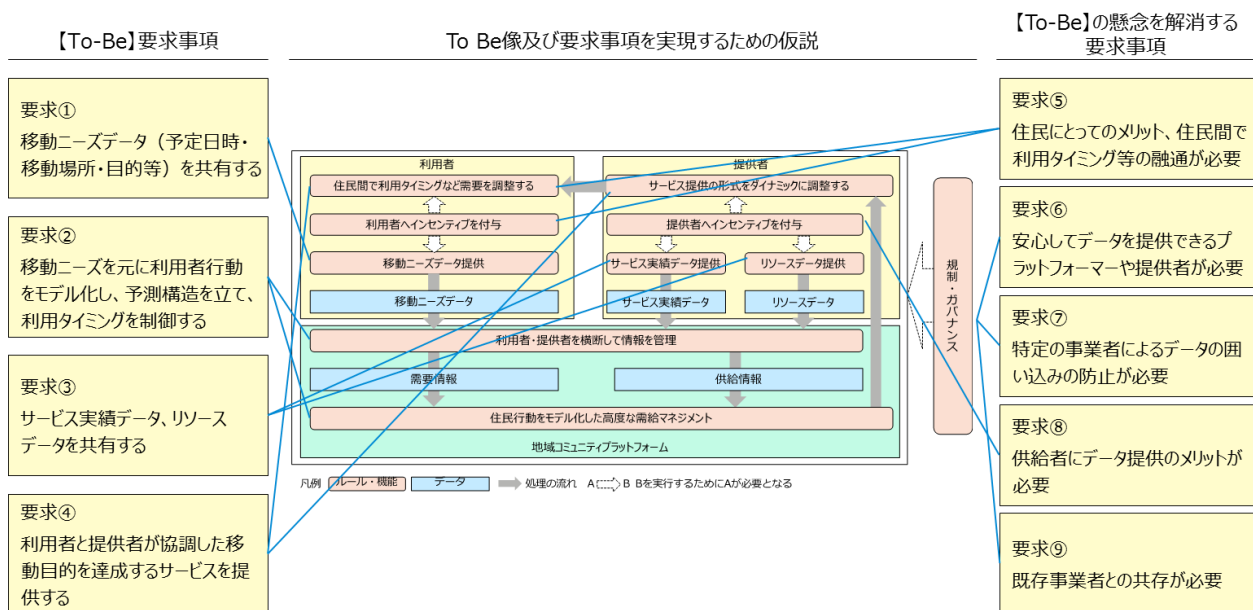 【To-Be】要求事項
To Be像及び要求事項を実現するための仮説
【To-Be】の懸念を解消する
要求事項
要求①
移動ニーズデータ（予定日時・
移動場所・目的等）を共有する
要求②
移動ニーズを元に利用者行動
をモデル化し、予測構造を立て、
利用タイミングを制御する
要求③
サービス実績データ、リソース
データを共有する
要求④
利用者と提供者が協調した移
動目的を達成するサービスを提
供する
利用者
住民間で利用タイミングなど需要を調整する
利用者へインセンティブを付与
移動ニーズデータ提供
移動ニーズデータ
提供者
サービス提供の形式をダイナミックに調整する
提供者へインセンティブを付与
サービス実績データ提供
リソースデータ提供
サービス実績データ
リソースデータ
利用者・提供者を横断して情報を管理
需要情報
供給情報
住民行動をモデル化した高度な需給マネジメント
地域コミュニティプラットフォーム
規制・ガバナンス
凡例
ルール・機能
データ
処理の流れ
A
B Bを実行するためにAが必要となる
要求⑤
住民にとってのメリット、住民間で
利用タイミング等の融通が必要
要求⑥
安心してデータを提供できるプ
ラットフォーマーや提供者が必要
要求⑦
特定の事業者によるデータの囲
い込みの防止が必要
要求⑧
供給者にデータ提供のメリットが
必要
要求⑨
既存事業者との共存が必要